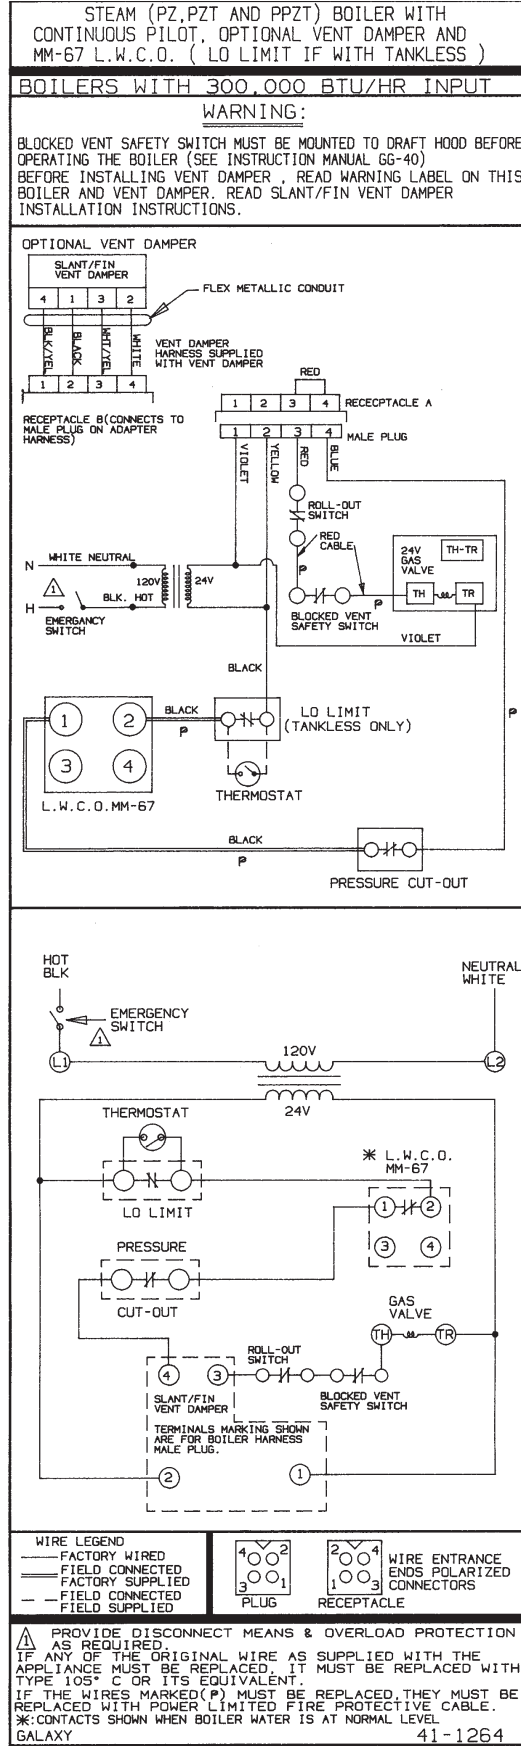 STEAM (PZ,PZT AND PPZT) BOILER WITH
CONTINUOUS PILOT, OPTIONAL VENT DAMPER AND
MM-67 L.W.C.O. ( LO LIMIT IF WITH TANKLESS )
BOILERS WITH 300,000 BTU/HR INPUT
WARNING:
BLOCKED VENT SAFETY SWITCH MUST BE MOUNTED TO DRAFT HOOD BEFORE
OPERATING THE BOILER (SEE INSTRUCTION MANUAL GG-40)
BEFORE INSTALLING VENT DAMPER , READ WARNING LABEL ON THIS
BOILER AND VENT DAMPER. READ SLANT/FIN VENT DAMPER
INSTALLATION INSTRUCTIONS.
OPTIONAL VENT DAMPER
SLANT/FIN
VENT DAMPER
4 1 3 2
FLEX METALLIC CONDUIT
BLK/YEL
BLACK
WHT/YEL
WHITE
VENT DAMPER
HARNESS SUPPLIED
WITH VENT DAMPER
1 2 3 4
RECEPTACLE B(CONNECTS TO
MALE PLUG ON ADAPTER
HARNESS)
RED
1 2 3 4 RECECPTACLE A
1 2 3 4 MALE PLUG
VIOLET
YELLOW
RED
BLUE
ROLL-OUT
SWITCH
RED
CABLE
P
N WHITE NEUTRAL
1
120V 24V
H BLK. HOT
EMERGANCY
SWITCH
24V
GAS
VALVE
TH-TR
TH TR
P
BLOCKED VENT
SAFETY SWITCH
VIOLET
BLACK
1 2
3 4
L.W.C.O.MM-67
BLACK
P
LO LIMIT
(TANKLESS ONLY)
P
THERMOSTAT
BLACK
P
PRESSURE CUT-OUT
HOT
BLK
NEUTRAL
WHITE
EMERGENCY
SWITCH
1
L1
120V
L2
24V
THERMOSTAT
LO LIMIT
* L.W.C.O.
MM-67
1 2
3 4
PRESSURE
CUT-OUT
GAS
VALVE
TH TR
ROLL-OUT
SWITCH
4 3
SLANT/FIN
VENT DAMPER
BLOCKED VENT
SAFETY SWITCH
TERMINALS MARKING SHOWN
ARE FOR BOILER HARNESS
MALE PLUG.
2 1
WIRE LEGEND
FACTORY WIRED
FIELD CONNECTED
FACTORY SUPPLIED
FIELD CONNECTED
FIELD SUPPLIED
4 2
3 1
PLUG
2 4
1 3
RECEPTACLE
WIRE ENTRANCE
ENDS POLARIZED
CONNECTORS
1 PROVIDE DISCONNECT MEANS & OVERLOAD PROTECTION
AS REQUIRED.
IF ANY OF THE ORIGINAL WIRE AS SUPPLIED WITH THE
APPLIANCE MUST BE REPLACED, IT MUST BE REPLACED WITH
TYPE 105° C OR ITS EQUIVALENT.
IF THE WIRES MARKED(P) MUST BE REPLACED,THEY MUST BE
REPLACED WITH POWER LIMITED FIRE PROTECTIVE CABLE.
*:CONTACTS SHOWN WHEN BOILER WATER IS AT NORMAL LEVEL
GALAXY 41-1264